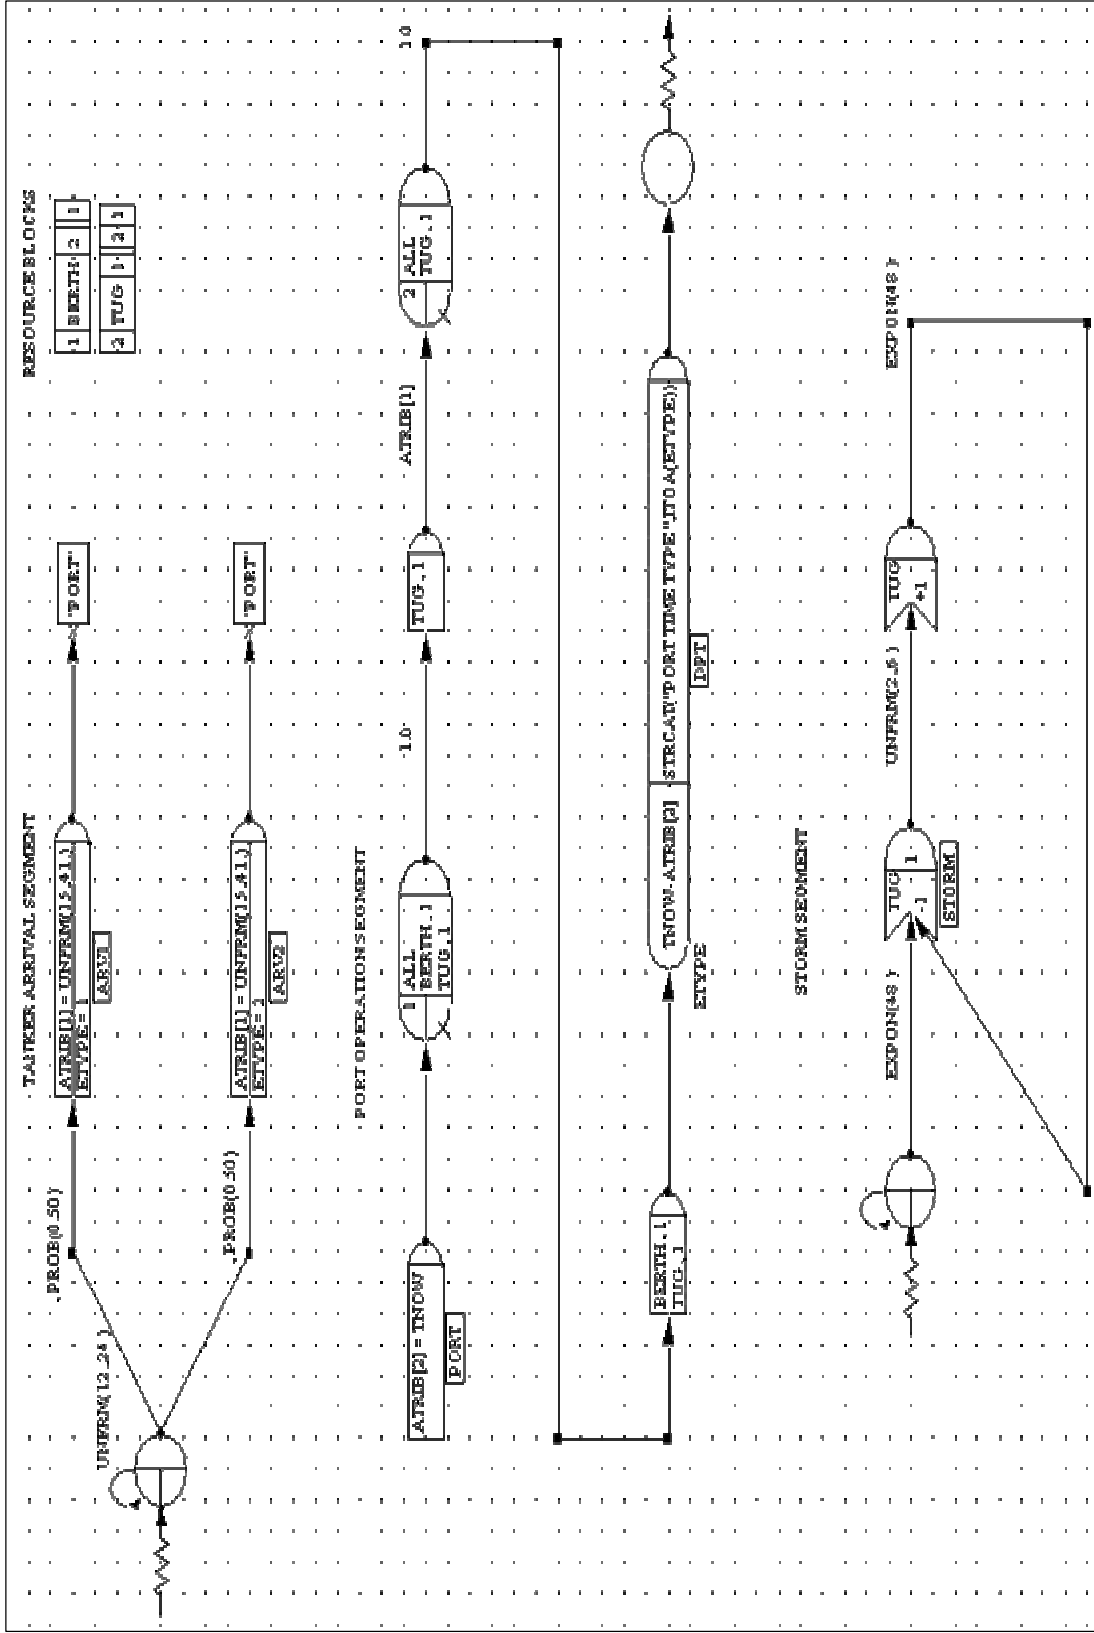 RESOURCE BLOCKS
1 BERTH 2 1
2 TUG 1 2 1
TANKER ARRIVAL SEGMENT
UNFRM(12.,24.)
,PROB(0.50)
ATRIB[1] = UNFRM(15.,41.)
ETYPE = 1
ARV1
'PORT'
,PROB(0.50)
ATRIB[1] = UNFRM(15.,41.)
ETYPE = 2
ARV2
'PORT'
PORT OPERATION SEGMENT
ATRIB[2] = TNOW
PORT
1
ALL
BERTH,1
TUG,1
1.0
TUG,1
ATRIB[1]
2
ALL
TUG,1
1.0
BERTH,1
TUG,1
TNOW-ATRIB[2]
STRCAT("PORT TIME TYPE ",ITOA(ETYPE))
ETYPE
DPT
STORM SEGMENT
EXPON(48.)
TUG
-1
1
STORM
UNFRM(2.,6.)
TUG
+1
EXPON(48.)